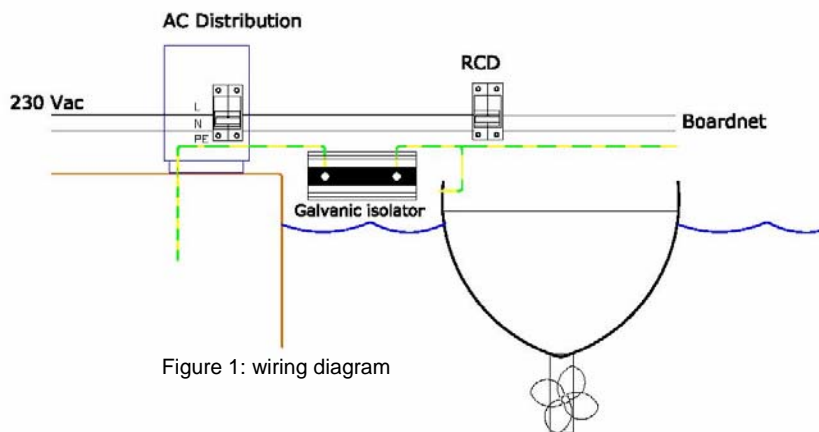 AC Distribution
RCD
230 Vac
L
N
PE
Boardnet
Galvanic isolator
Figure 1: wiring diagram